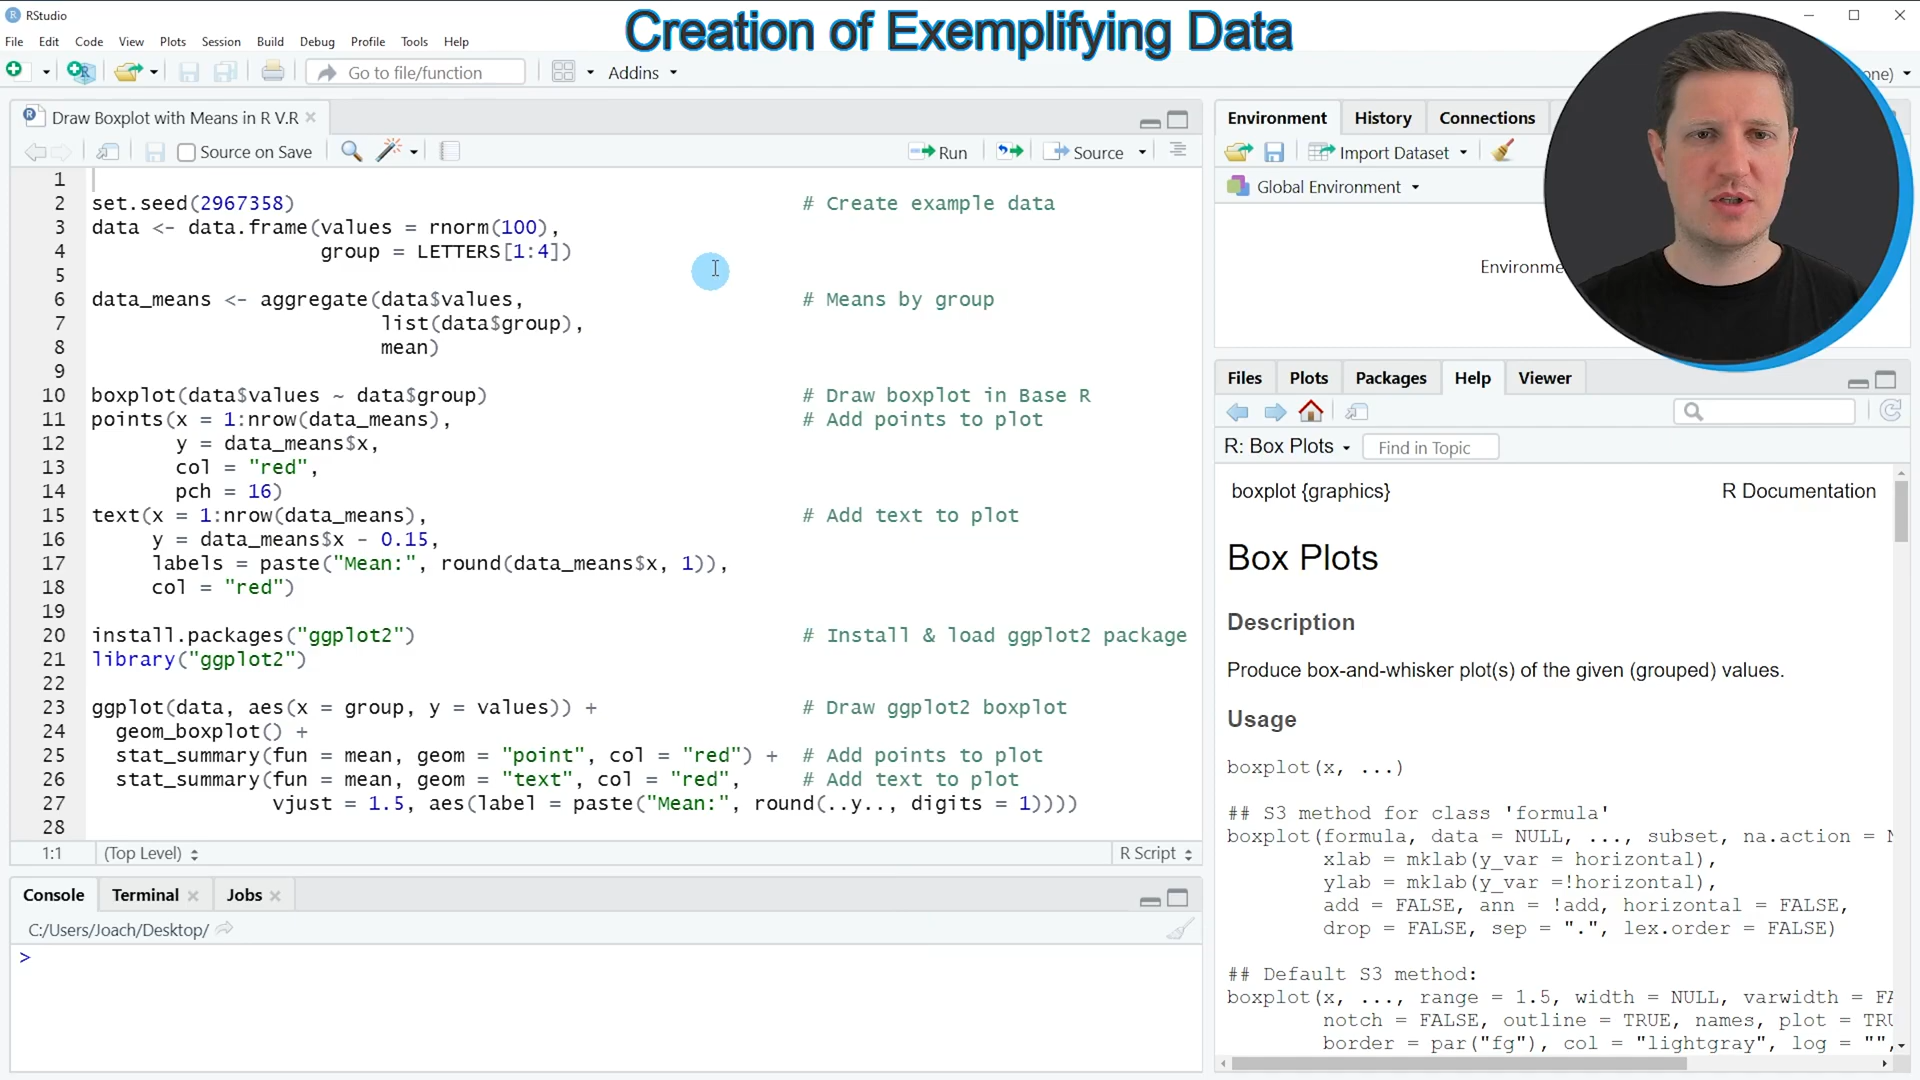 RStudio
Creation of Exemplifying Data
File Edit Code View Plots Session Build Debug Profile Tools Help
Go to file/function
Addins
Draw Boxplot with Means in R V.R
Source on Save
Run
Source
1
2 set.seed(2967358) # Create example data
3 data <- data.frame(values = rnorm(100),
4 group = LETTERS[1:4])
5
6 data_means <- aggregate(data$values, # Means by group
7 list(data$group),
8 mean)
9
10 boxplot(data$values ~ data$group) # Draw boxplot in Base R
11 points(x = 1:nrow(data_means), # Add points to plot
12 y = data_means$x,
13 col = "red",
14 pch = 16)
15 text(x = 1:nrow(data_means), # Add text to plot
16 y = data_means$x - 0.15,
17 labels = paste("Mean:", round(data_means$x, 1)),
18 col = "red")
19
20 install.packages("ggplot2") # Install & load ggplot2 package
21 library("ggplot2")
22
23 ggplot(data, aes(x = group, y = values)) + # Draw ggplot2 boxplot
24 geom_boxplot() +
25 stat_summary(fun = mean, geom = "point", col = "red") + # Add points to plot
26 stat_summary(fun = mean, geom = "text", col = "red", # Add text to plot
27 vjust = 1.5, aes(label = paste("Mean:", round(..y.., digits = 1))))
28
1:1 (Top Level) R Script
Console Terminal Jobs
C:/Users/Joach/Desktop/
>
one)
Environment History Connections
Import Dataset
Global Environment
Environme
Files Plots Packages Help Viewer
R: Box Plots Find in Topic
boxplot {graphics} R Documentation
Box Plots
Description
Produce box-and-whisker plot(s) of the given (grouped) values.
Usage
boxplot(x, ...)
## S3 method for class 'formula'
boxplot(formula, data = NULL, ..., subset, na.action = N
xlab = mklab(y_var = horizontal),
ylab = mklab(y_var =!horizontal),
add = FALSE, ann = !add, horizontal = FALSE,
drop = FALSE, sep = ".", lex.order = FALSE)
## Default S3 method:
boxplot(x, ..., range = 1.5, width = NULL, varwidth = FA
notch = FALSE, outline = TRUE, names, plot = TRU
border = par("fg"), col = "lightgray", log = "",